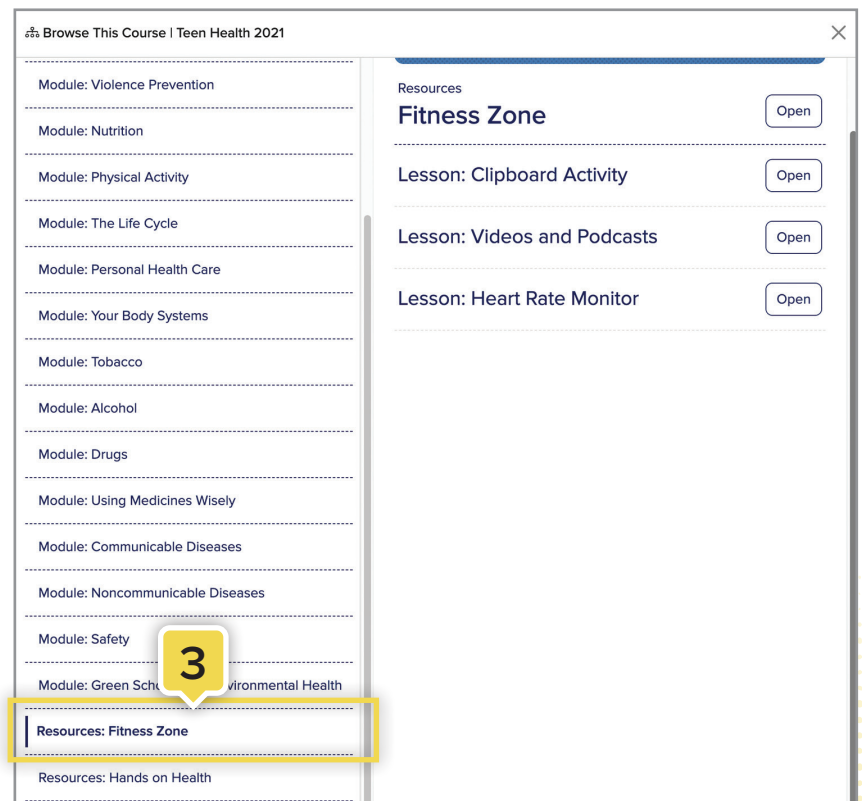 Browse This Course | Teen Health 2021
Module: Violence Prevention
Module: Nutrition
Module: Physical Activity
Module: The Life Cycle
Module: Personal Health Care
Module: Your Body Systems
Module: Tobacco
Module: Alcohol
Module: Drugs
Module: Using Medicines Wisely
Module: Communicable Diseases
Module: Noncommunicable Diseases
Module: Safety
3
Module: Green Environmental Health
Resources: Fitness Zone
Resources: Hands on Health
Resources
Fitness Zone
Open
Lesson: Clipboard Activity
Open
Lesson: Videos and Podcasts
Open
Lesson: Heart Rate Monitor
Open